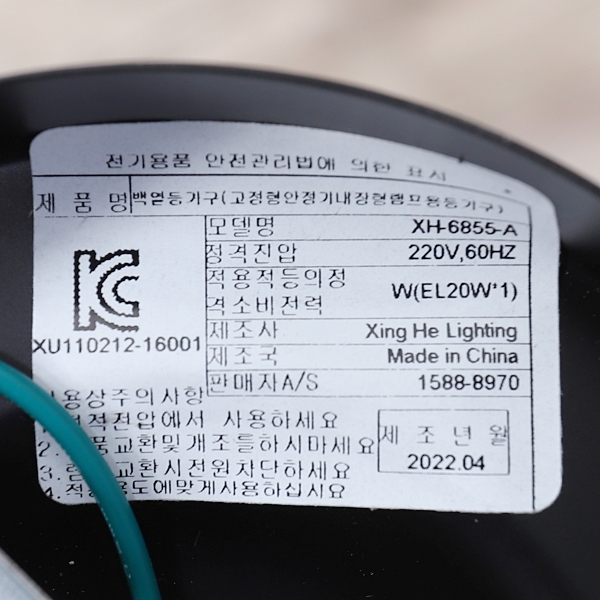 전기용품 안전관리법에 의한 표시
제 품 명 백열등기구(고정형안정기내장형램프용등기구)
모델명 XH-6855-A
정격진압 220V,60HZ
적용적등의정
격소비전력 W(EL20W*1)
XU110212-16001
제조사 Xing He Lighting
제조국 Made in China
판매자A/S 1588-8970
용상주의사항
격전압에서 사용하세요
2. 품교환및개조를하시마세요
3. 교환시전원차단하세요
4. 적 용도에맞게사용하십시요
제 조 년 월
2022.04